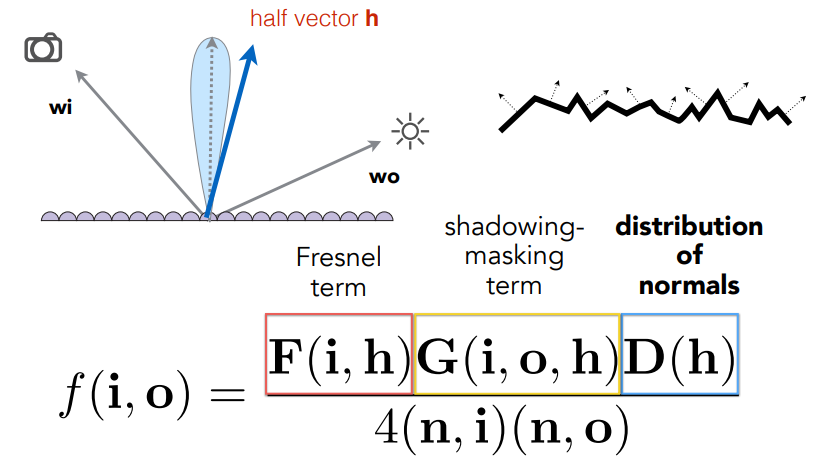 half vector h
wi
wo
Fresnel
term
shadowing-
masking
term
distribution
of
normals
f(i, o) = F(i, h)G(i, o, h)D(h)
4(n, i)(n, o)